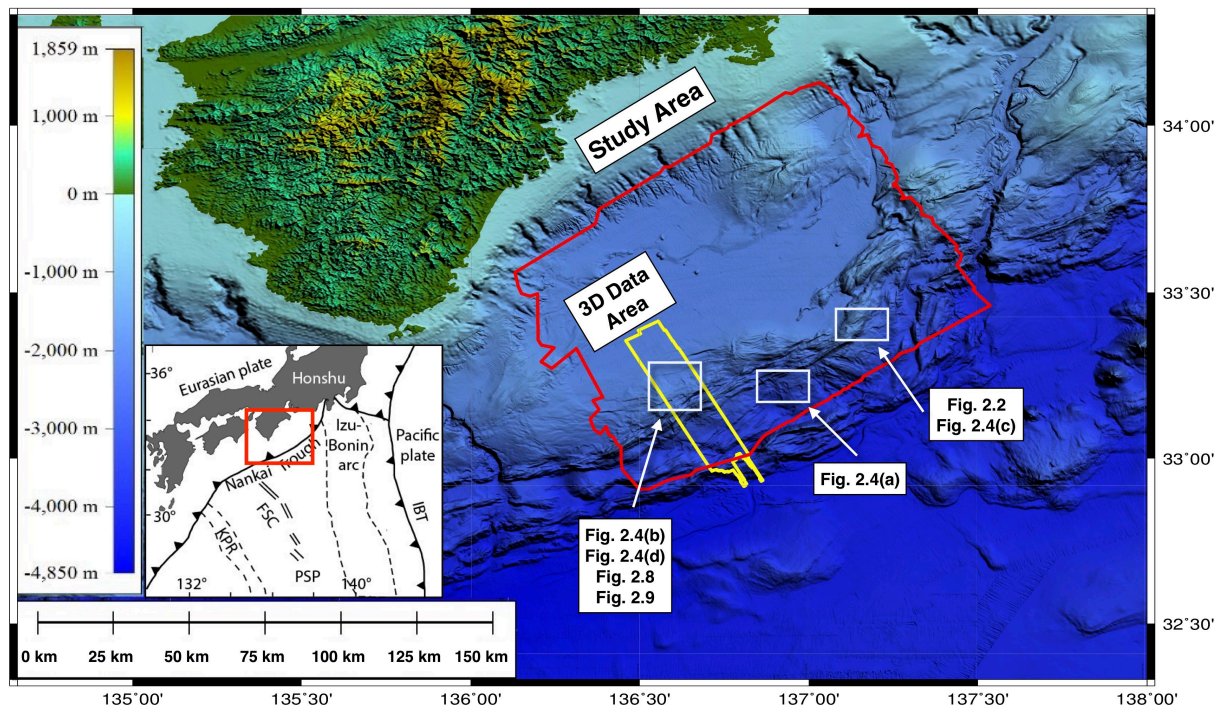 1,859 m
1,000 m
0 m
-1,000 m
-2,000 m
-3,000 m
-4,000 m
-4,850 m
Study Area
3D Data
Area
34°00'
33°30'
33°00'
32°30'
Fig. 2.2
Fig. 2.4(c)
Fig. 2.4(a)
Fig. 2.4(b)
Fig. 2.4(d)
Fig. 2.8
Fig. 2.9
36°
Eurasian plate
Honshu
Izu-
Bonin
arc
Pacific
plate
Nankai Trough
30°
FSC
KPR
IBT
PSP
132°
140°
0 km
25 km
50 km
75 km
100 km
125 km
150 km
135°00'
135°30'
136°00'
136°30'
137°00'
137°30'
138°00'